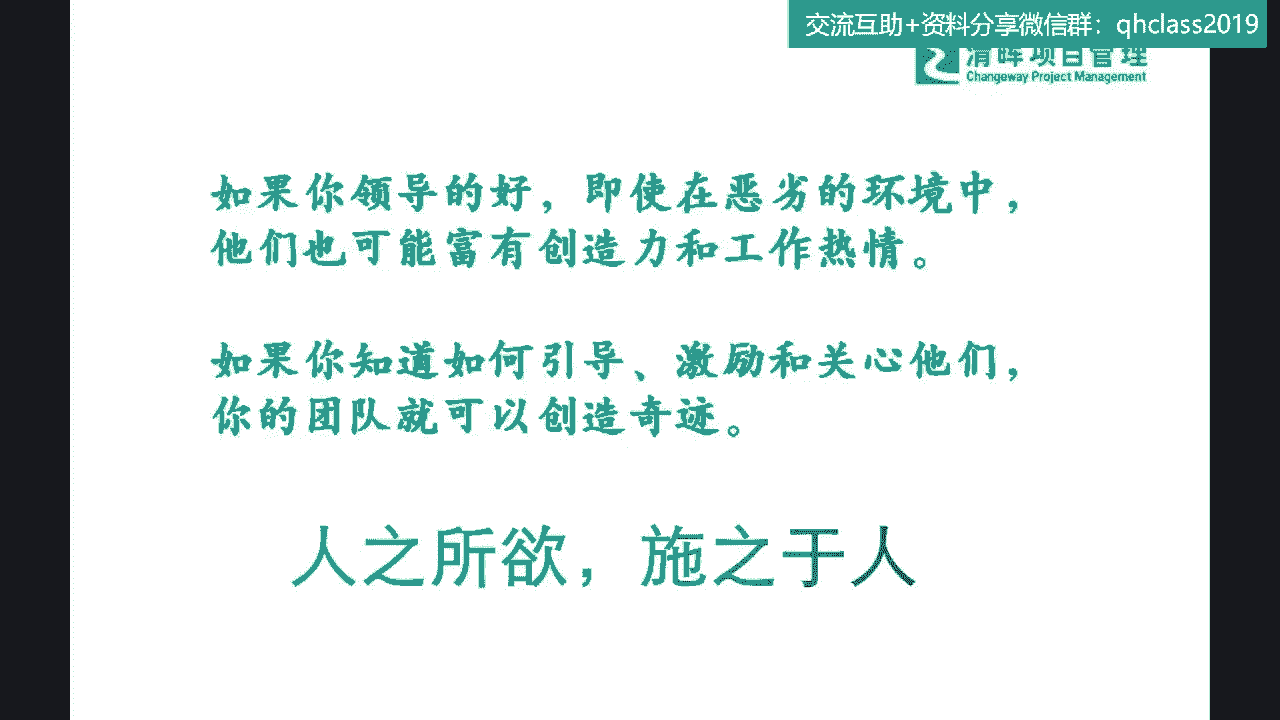 交流互助+资料分享微信群：qhclass2019
清晖项目管理
Changeway Project Management
如果你领导的好，即使在恶劣的环境中，
他们也可能富有创造力和工作热情。
如果你知道如何引导、激励和关心他们，
你的团队就可以创造奇迹。
人之所欲，施之于人